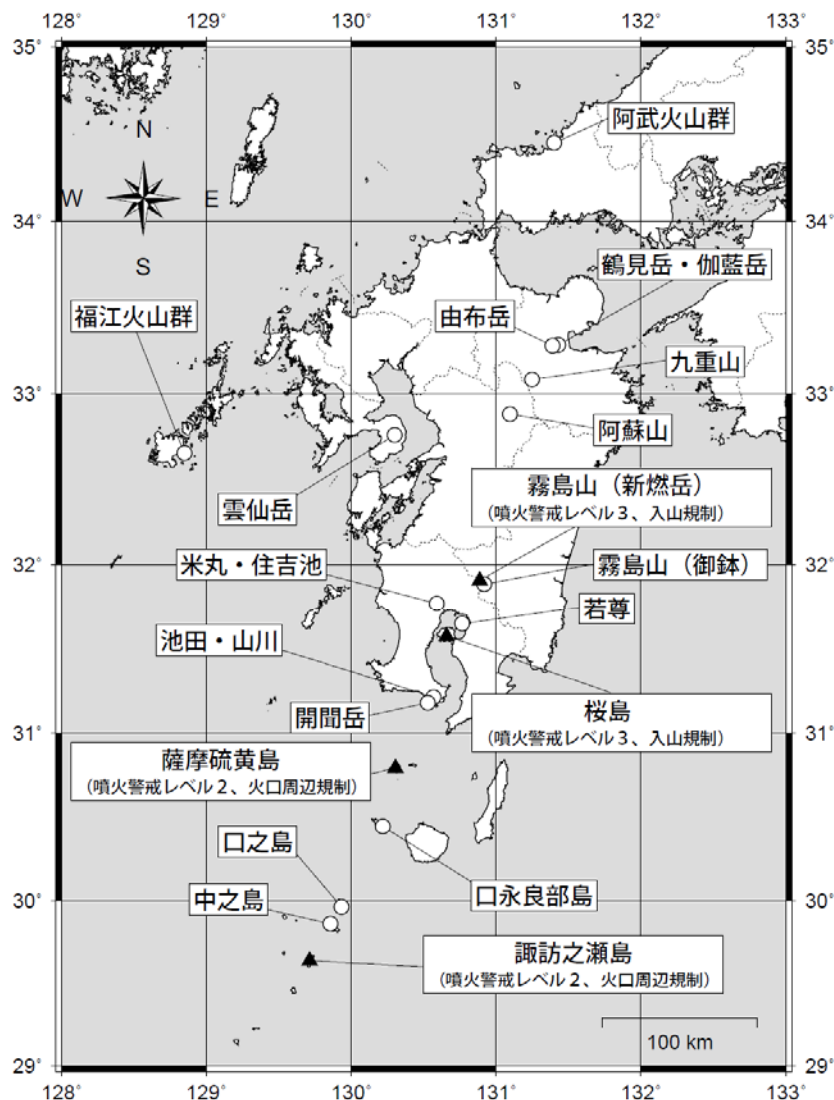 128° 129° 130° 131° 132° 133°
35° 35°
阿武火山群
N
W E
34° 34°
S
鶴見岳・伽藍岳
福江火山群
由布岳
九重山
33° 33°
阿蘇山
霧島山（新燃岳）
（噴火警戒レベル３、入山規制）
雲仙岳
32° 32°
米丸・住吉池
霧島山（御鉢）
若尊
池田・山川
開聞岳
桜島
（噴火警戒レベル３、入山規制）
31° 31°
薩摩硫黄島
（噴火警戒レベル２、火口周辺規制）
口之島
口永良部島
30° 30°
中之島
諏訪之瀬島
（噴火警戒レベル２、火口周辺規制）
100 km
29° 29°
128° 129° 130° 131° 132° 133°